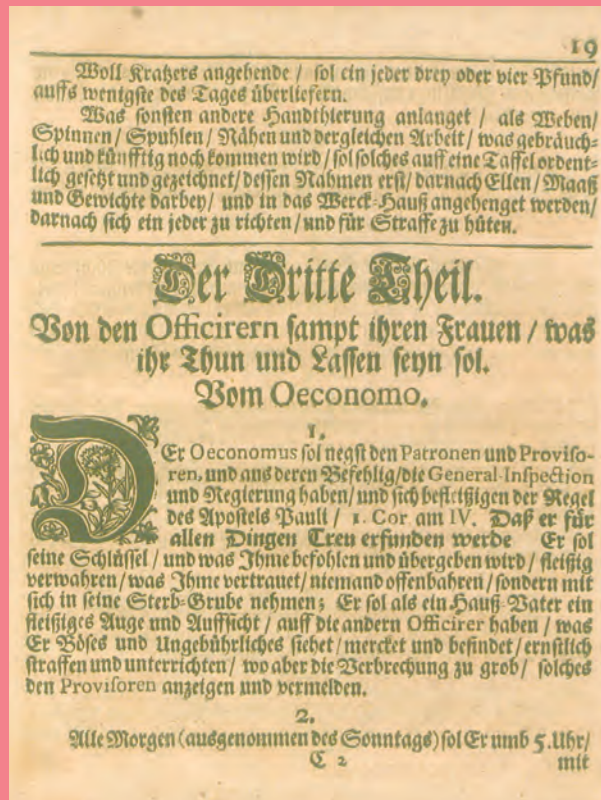 19
Woll Kratzers angehende / sol ein jeder drey oder vier Pfund/
auffs wenigste des Tages überliefern.
Was sonsten andere Handthierung anlanget / als Weben/
Spinnen / Spuhlen / Nähen und dergleichen Arbeit / was gebräuch-
lich und künfftig noch kommen wird / sol solches auff eine Taffel ordent-
lich gesetzt und gezeichnet/ dessen Nahmen erst/ darnach Ellen / Maaß
und Gewichte darbey/ und in das Werck-Hauß angehenget werden/
darnach sich ein jeder zu richten / und für Straffe zu hüten.
Der Dritte Theil.
Von den Officirern sampt ihren Frauen / was
ihr Thun und Lassen seyn sol.
Vom Oeconomo.
1.
DEr Oeconomus sol negst den Patronen und Proviso-
ren, und aus deren Befehlig/die General-Inspection
und Regierung haben/ und sich befleißigen der Regel
des Apostels Pauli / 1. Cor am IV. Daß er für
allen Dingen Treu erfunden werde Er sol
seine Schlüssel / und was Ihme befohlen und übergeben wird / fleißig
verwahren / was Ihme vertrauet/ niemand offenbahren / sondern mit
sich in seine Sterb-Grube nehmen; Er sol als ein Hauß-Vater ein
fleißiges Auge und Auffsicht / auff die andern Officirer haben / was
Er Böses und Ungebührliches siehet / mercket und befindet / ernstlich
straffen und unterrichten / wo aber die Verbrechung zu grob/ solches
den Provisoren anzeigen und vermelden.
2.
Alle Morgen (ausgenommen des Sonntags) sol Er umb 5. Uhr/
C 2
mit